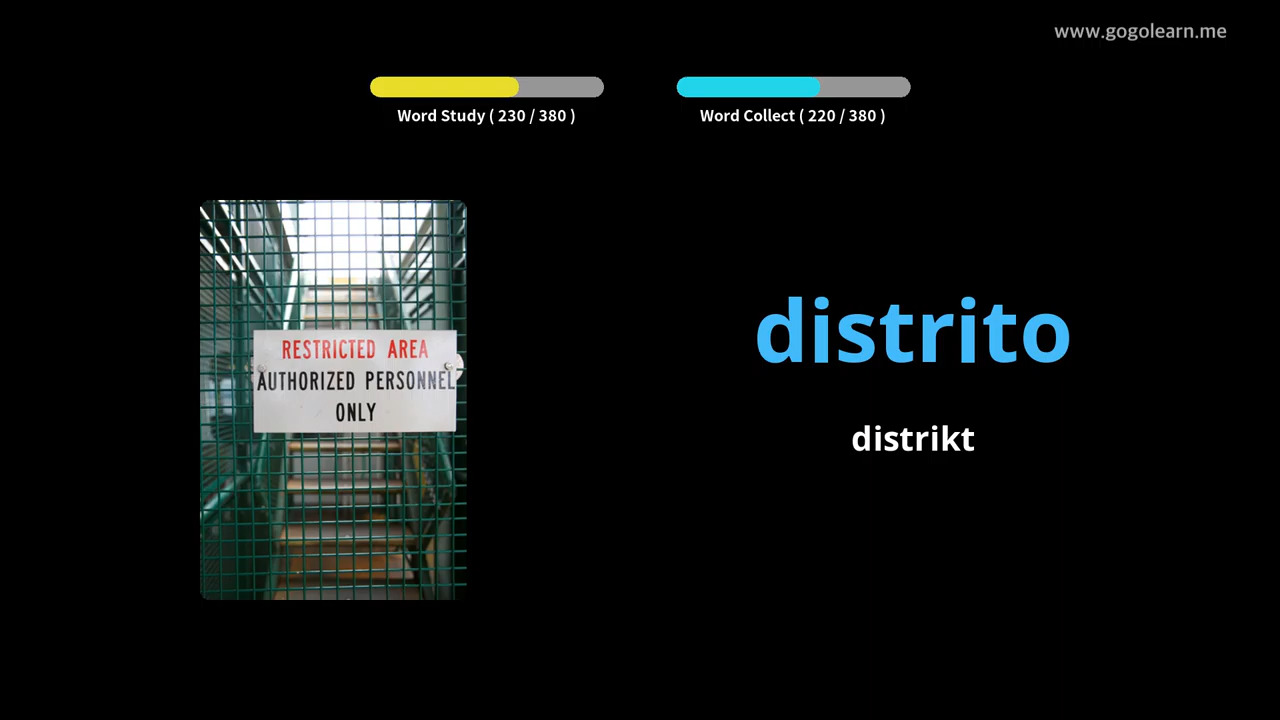 www.gogolearn.me
Word Study ( 230 / 380 )
Word Collect ( 220 / 380 )
RESTRICTED AREA
AUTHORIZED PERSONNEL
ONLY
distrito
distrikt